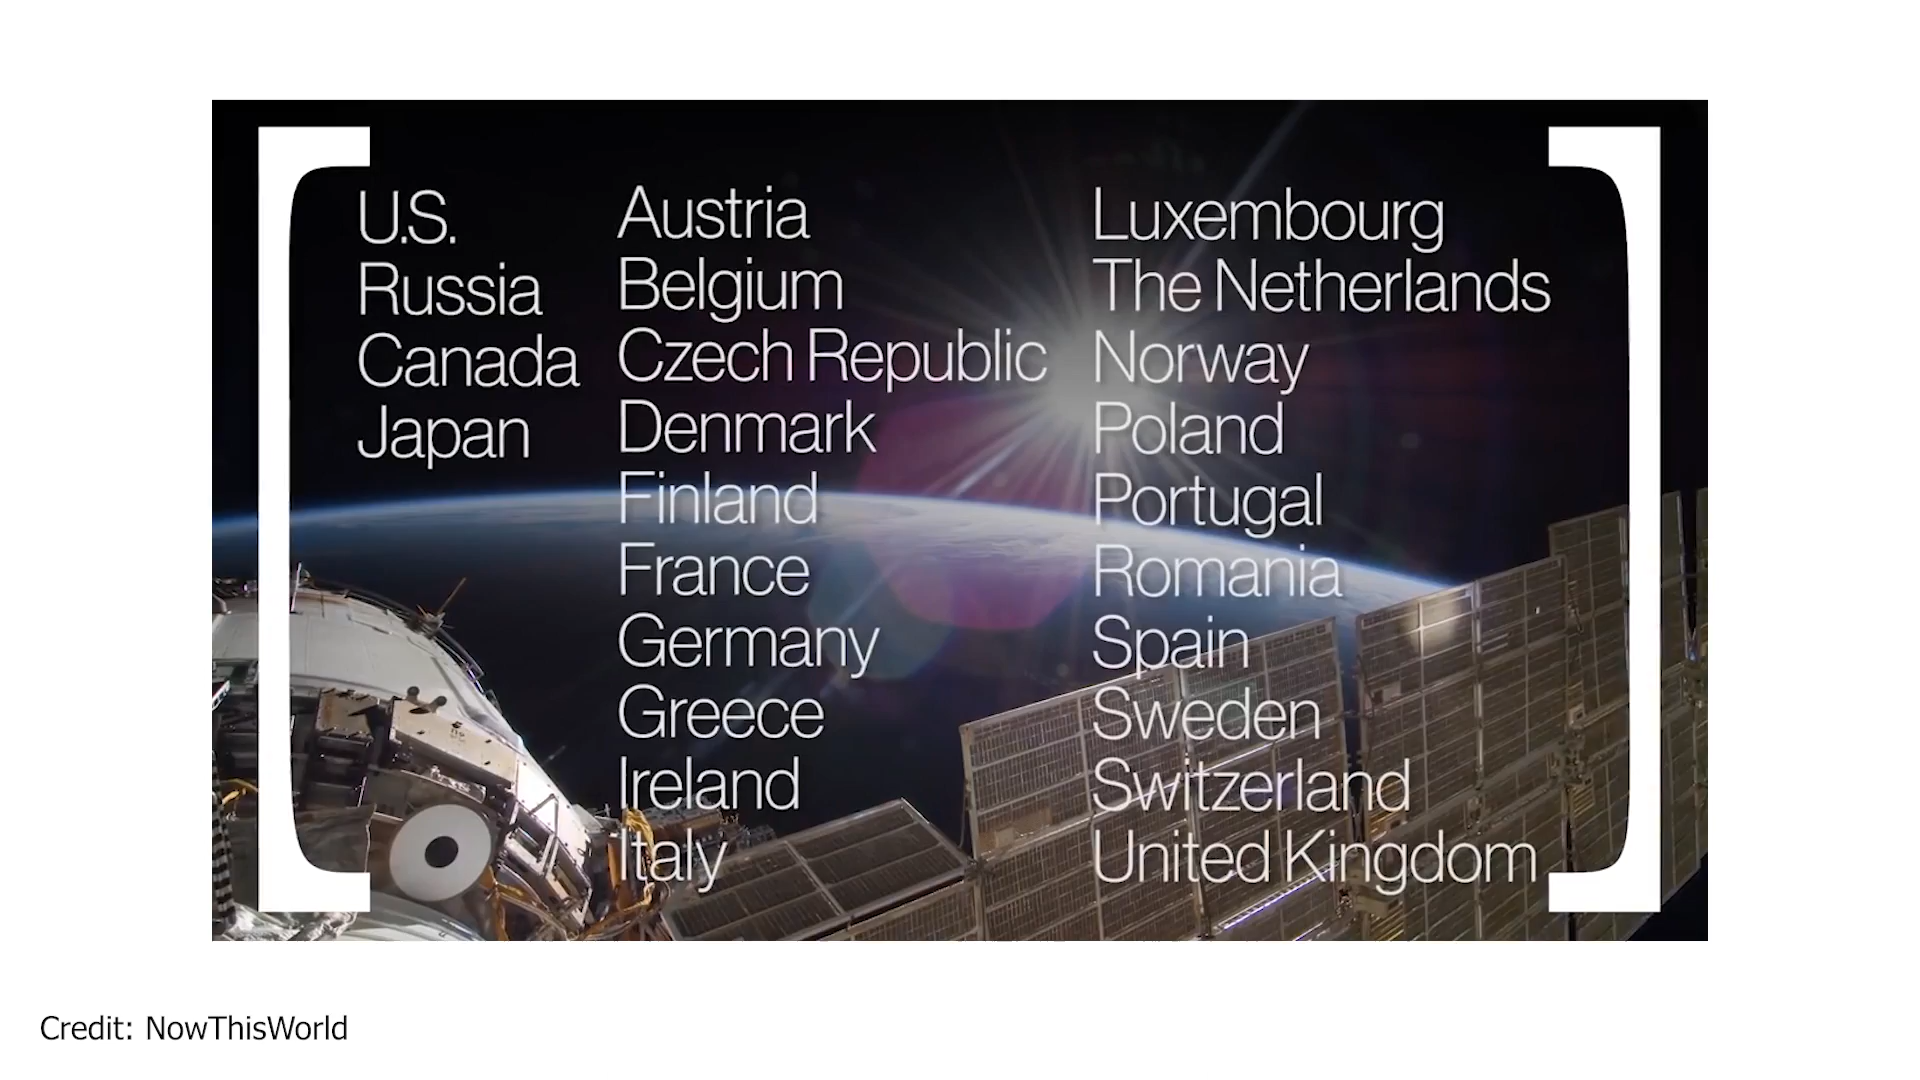 U.S.
Russia
Canada
Japan
Austria
Belgium
Czech Republic
Denmark
Finland
France
Germany
Greece
Ireland
Italy
Luxembourg
The Netherlands
Norway
Poland
Portugal
Romania
Spain
Sweden
Switzerland
United Kingdom
Credit: NowThisWorld